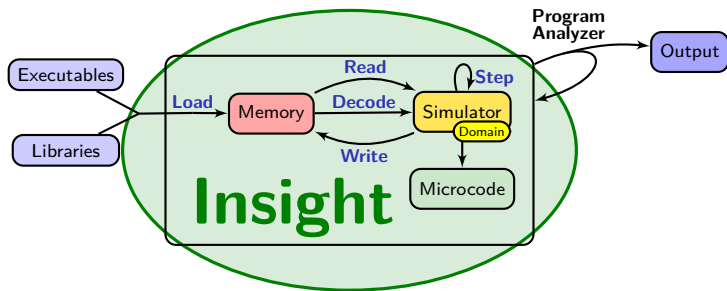 Program
Analyzer
Output
Executables
Read
Step
Load
Memory
Decode
Simulator
Domain
Libraries
Write
Microcode
Insight